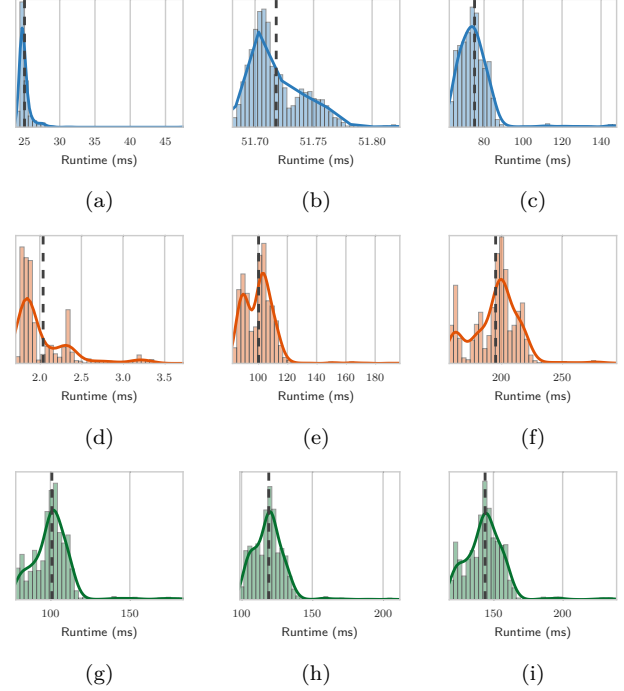 25 30 35 40 45 51.70 51.75 51.80 80 100 120 140
Runtime (ms) Runtime (ms) Runtime (ms)
(a) (b) (c)
2.0 2.5 3.0 3.5 100 120 140 160 180 200 250
Runtime (ms) Runtime (ms) Runtime (ms)
(d) (e) (f)
100 150 100 150 200 150 200
Runtime (ms) Runtime (ms) Runtime (ms)
(g) (h) (i)